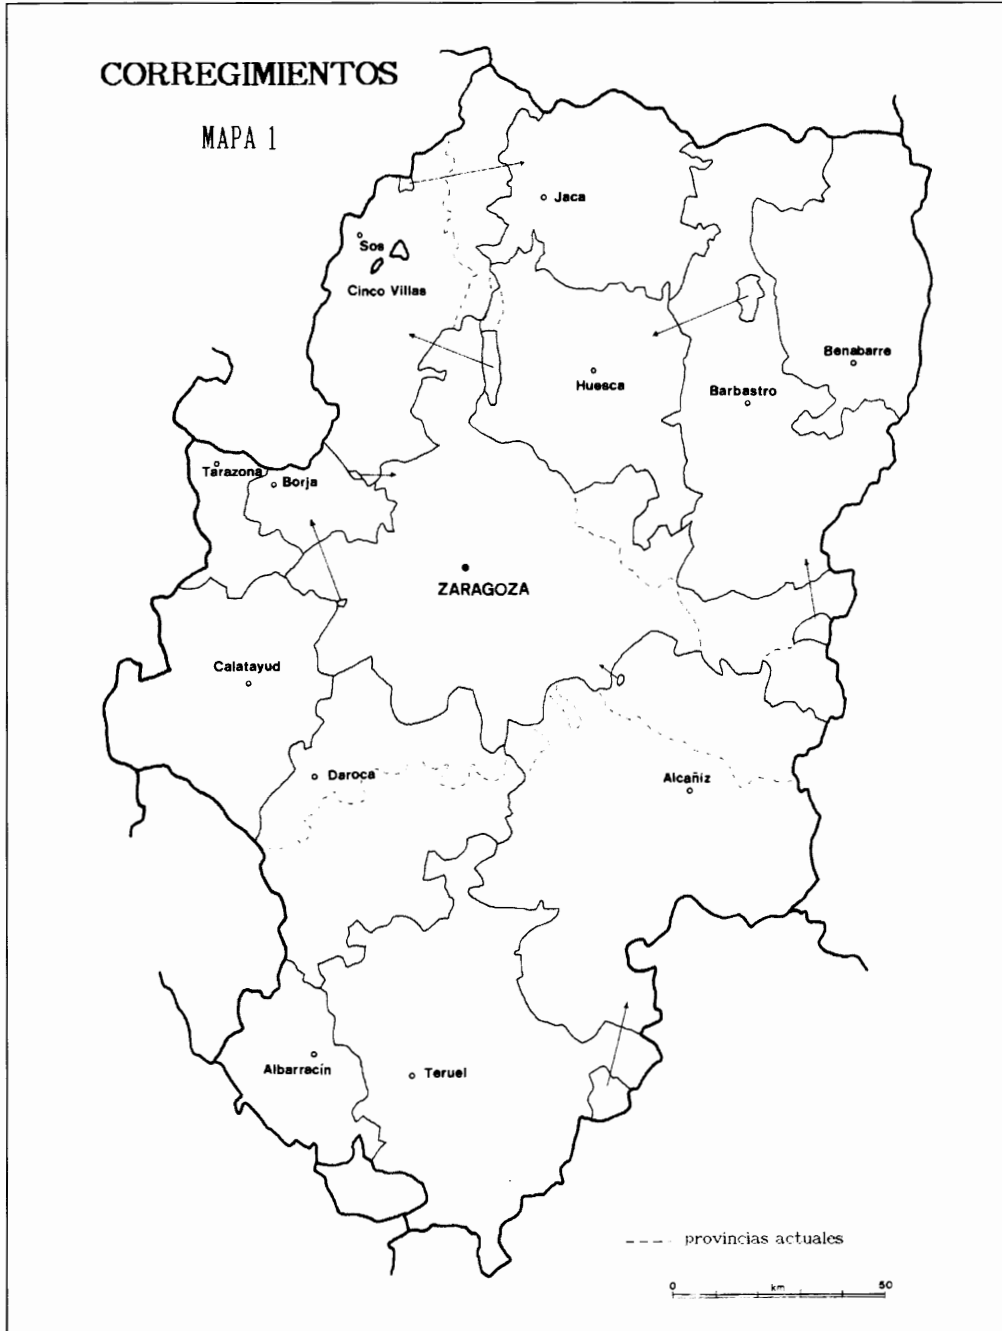 CORREGIMIENTOS
MAPA 1
Jaca
Sos
Cinco Villas
Benabarre
Huesca
Barbastro
Tarazona
Borja
ZARAGOZA
Calatayud
Daroca
Alcañiz
Albarracín
Teruel
provincias actuales
0 km 50